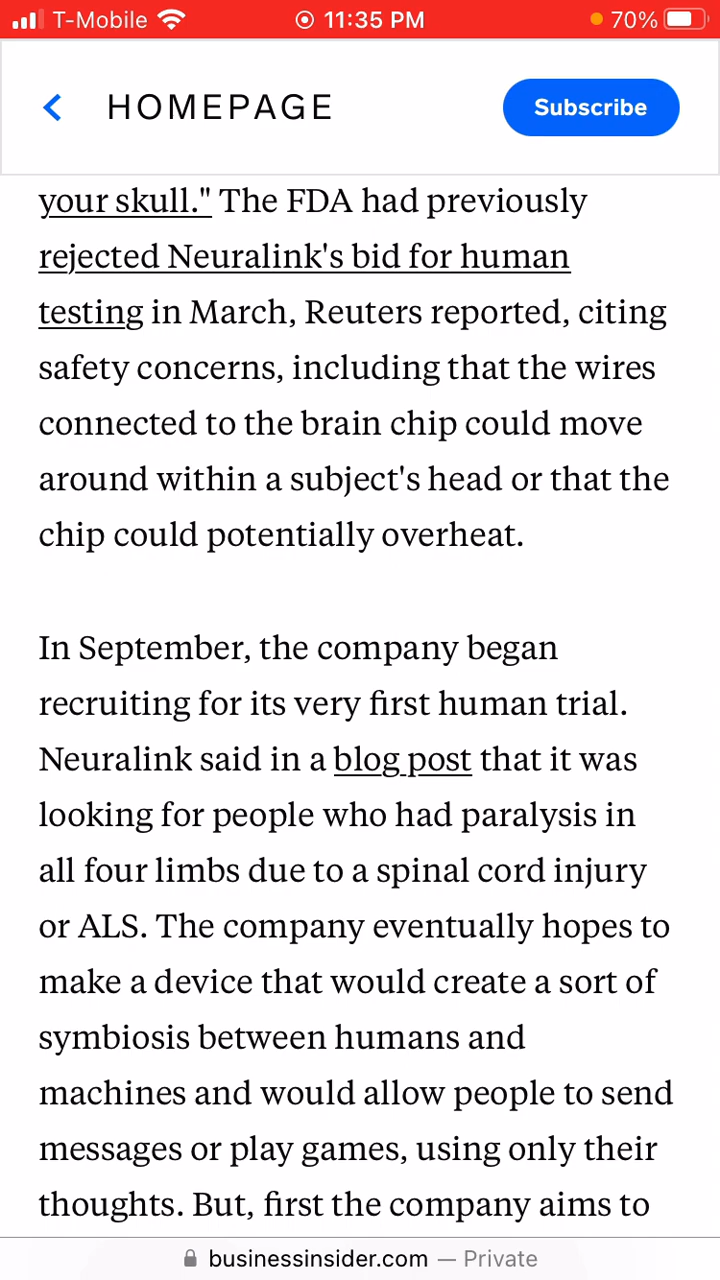 T-Mobile 11:35 PM 70%
HOMEPAGE Subscribe
your skull." The FDA had previously
rejected Neuralink's bid for human
testing in March, Reuters reported, citing
safety concerns, including that the wires
connected to the brain chip could move
around within a subject's head or that the
chip could potentially overheat.
In September, the company began
recruiting for its very first human trial.
Neuralink said in a blog post that it was
looking for people who had paralysis in
all four limbs due to a spinal cord injury
or ALS. The company eventually hopes to
make a device that would create a sort of
symbiosis between humans and
machines and would allow people to send
messages or play games, using only their
thoughts. But, first the company aims to
businessinsider.com — Private